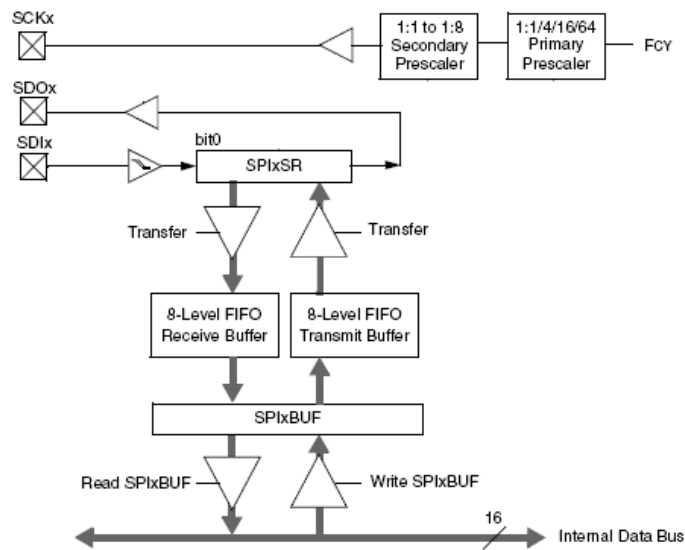 SCKx
1:1 to 1:8
Secondary
Prescaler
1:1/4/16/64
Primary
Prescaler
FCY
SDOx
SDIx
bit0
SPIxSR
Transfer
Transfer
8-Level FIFO
Receive Buffer
8-Level FIFO
Transmit Buffer
SPIxBUF
Read SPIxBUF
Write SPIxBUF
16
Internal Data Bus